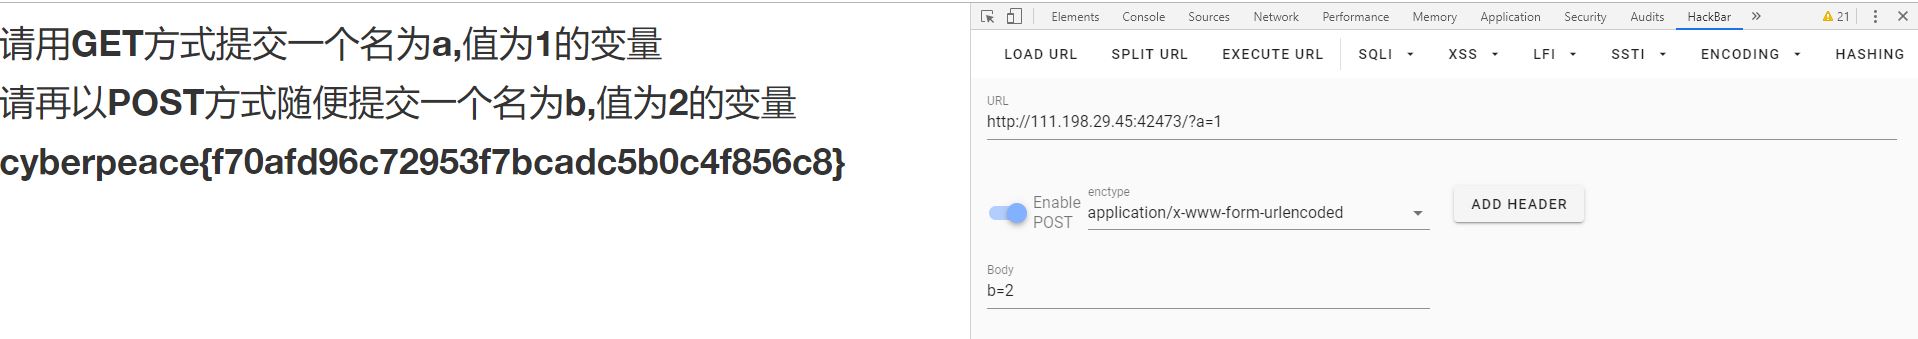 请用GET方式提交一个名为a,值为1的变量
请再以POST方式随便提交一个名为b,值为2的变量
cyberpeace{f70afd96c72953f7bcadc5b0c4f856c8}
Elements Console Sources Network Performance Memory Application Security Audits HackBar » 21
LOAD URL SPLIT URL EXECUTE URL SQLI XSS LFI SSTI ENCODING HASHING
URL
http://111.198.29.45:42473/?a=1
Enable
POST
enctype
application/x-www-form-urlencoded
ADD HEADER
Body
b=2